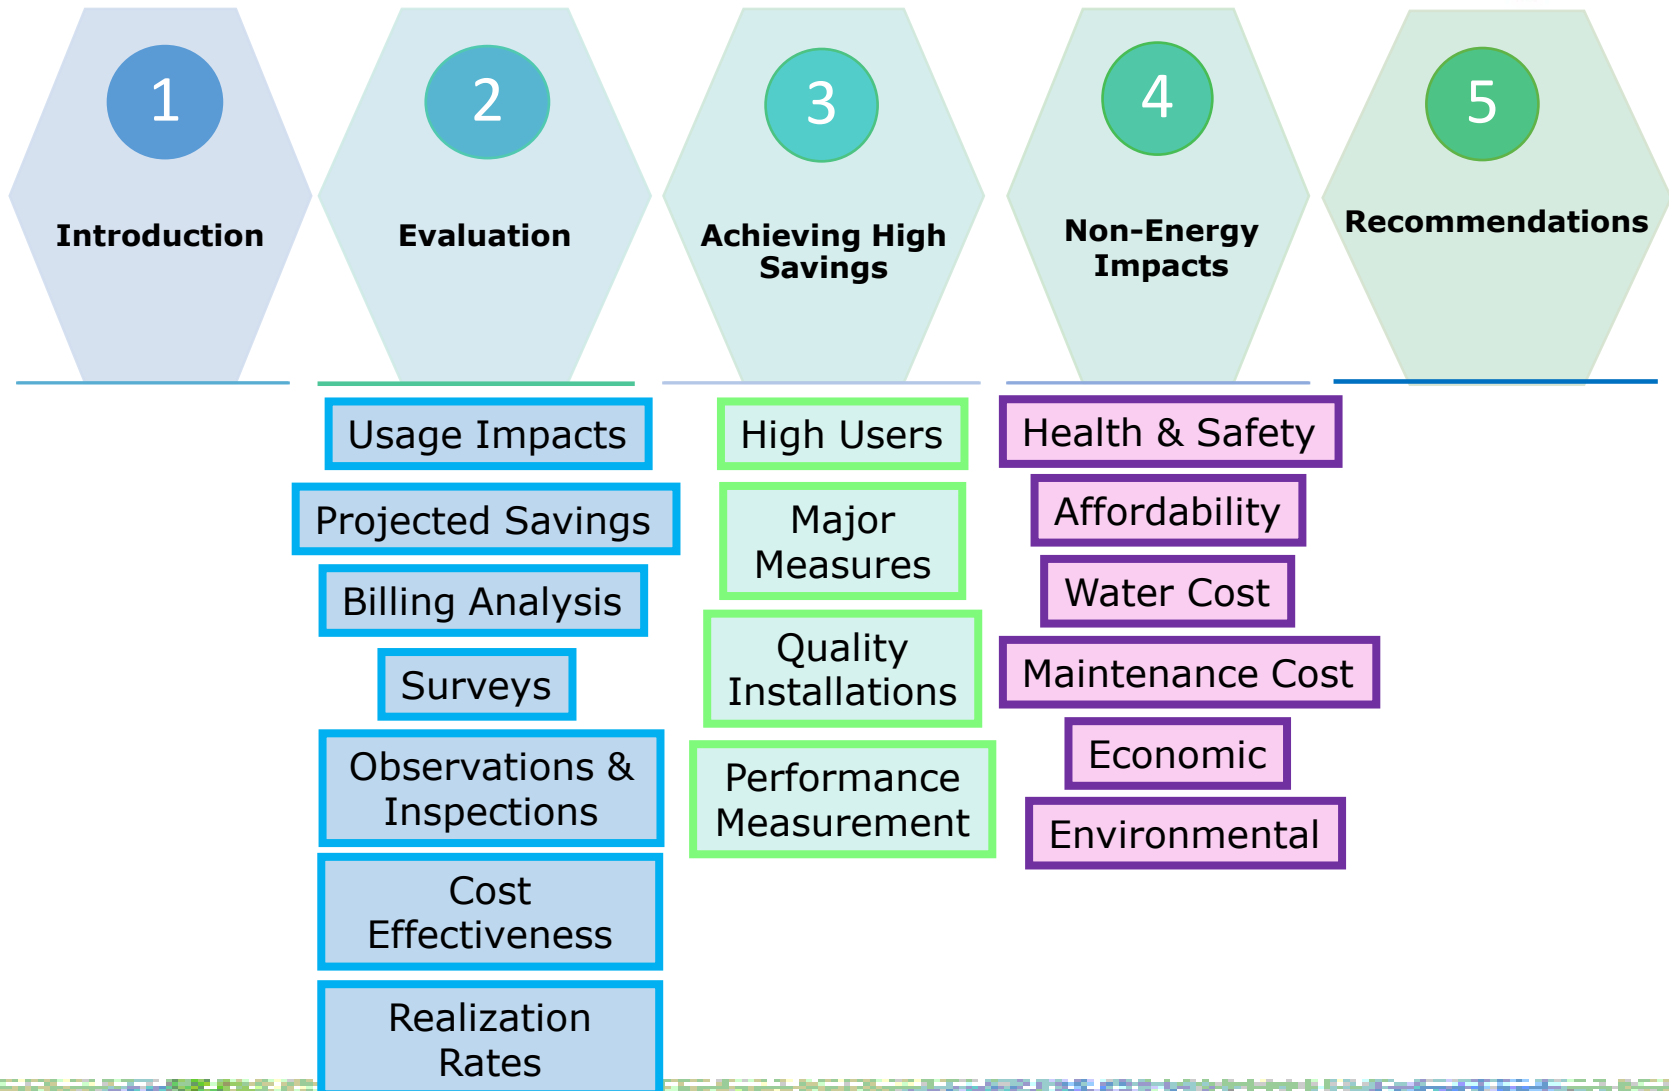 1
Introduction
2
Evaluation
3
Achieving High
Savings
4
Non-Energy
Impacts
5
Recommendations
Usage Impacts
Projected Savings
Billing Analysis
Surveys
Observations &
Inspections
Cost
Effectiveness
Realization
Rates
High Users
Major
Measures
Quality
Installations
Performance
Measurement
Health & Safety
Affordability
Water Cost
Maintenance Cost
Economic
Environmental